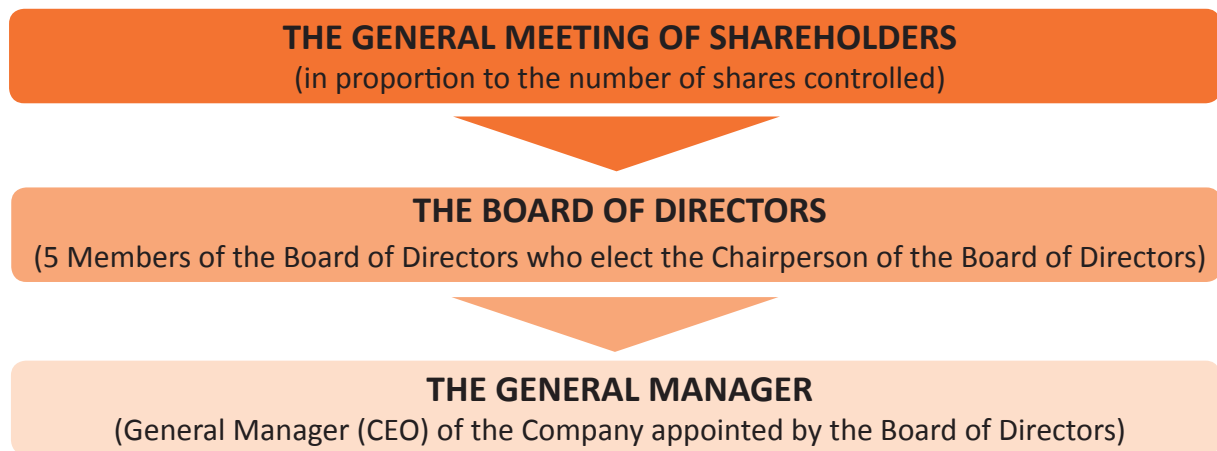 THE GENERAL MEETING OF SHAREHOLDERS
(in proportion to the number of shares controlled)
THE BOARD OF DIRECTORS
(5 Members of the Board of Directors who elect the Chairperson of the Board of Directors)
THE GENERAL MANAGER
(General Manager (CEO) of the Company appointed by the Board of Directors)